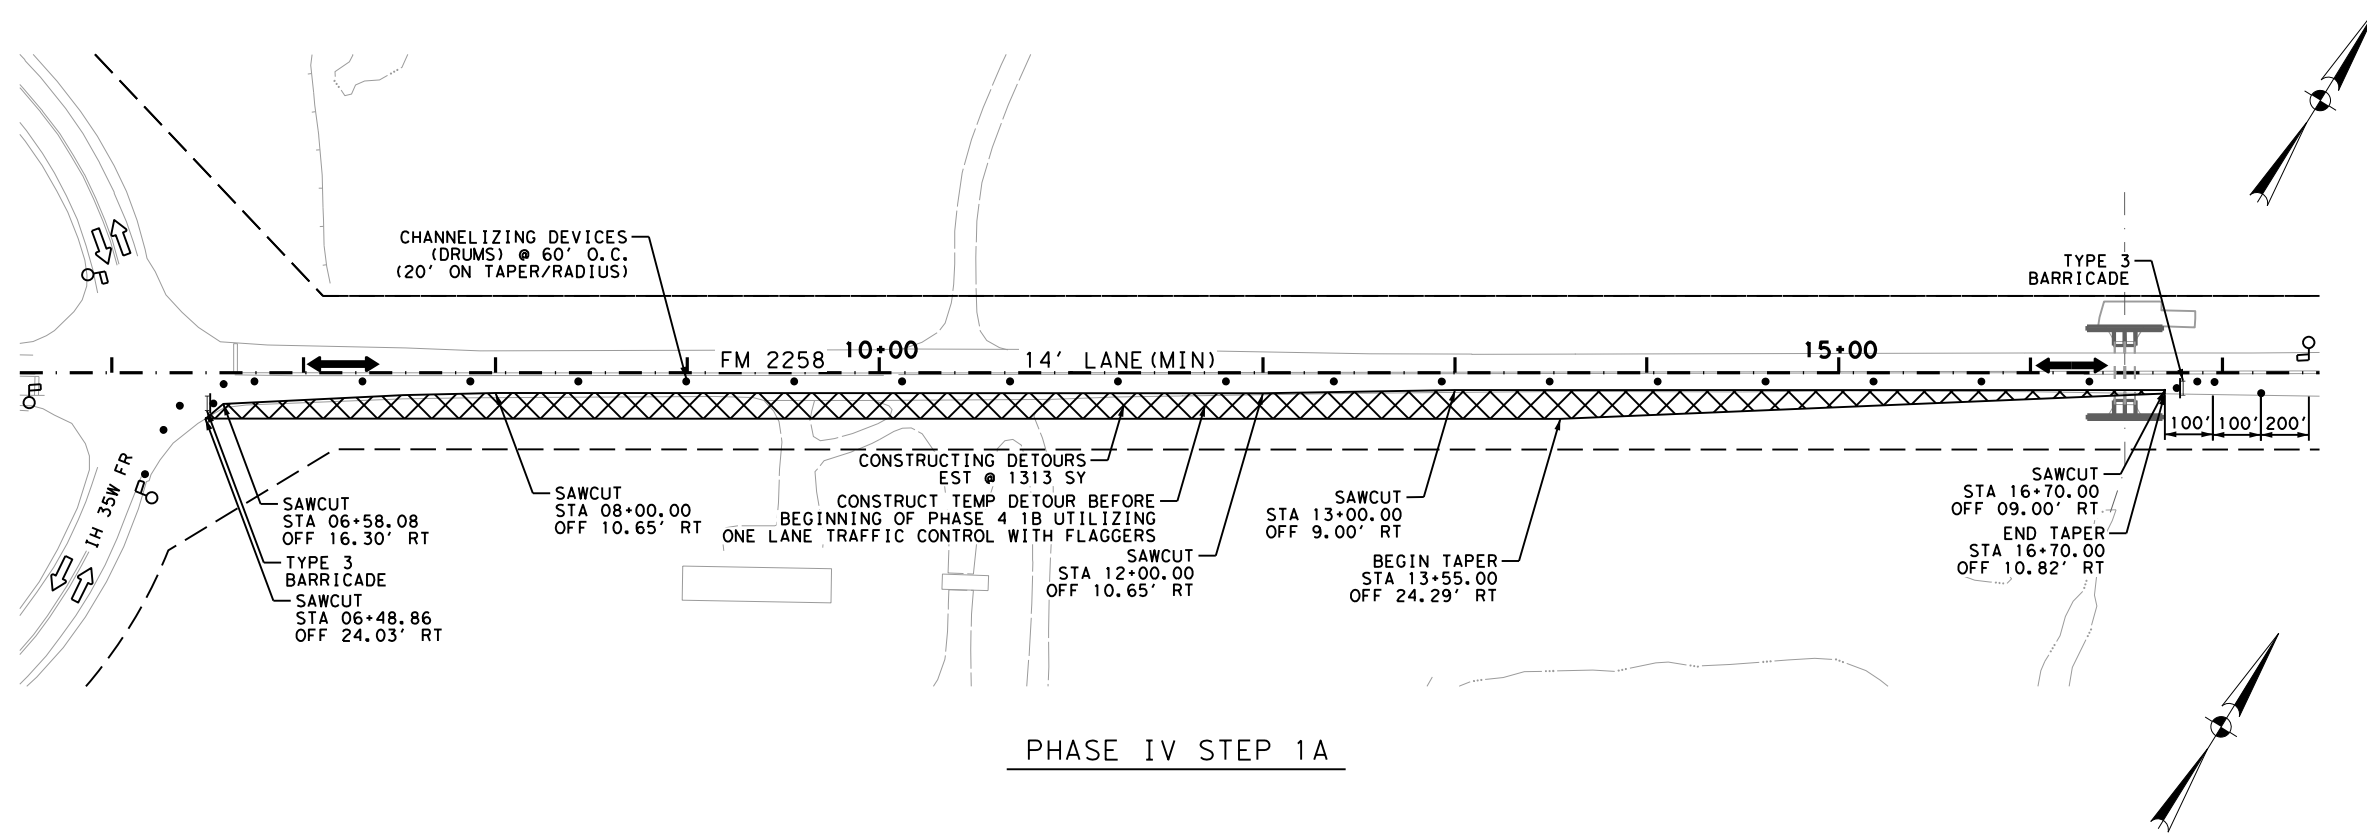 CHANNELIZING DEVICES
(DRUMS) @ 60' O.C.
(20' ON TAPER/RADIUS)
TYPE 3
BARRICADE
FM 2258
10+00
14' LANE(MIN)
15+00
100'
100'
200'
IH 35W FR
SAWCUT
STA 06+58.08
OFF 16.30' RT
TYPE 3
BARRICADE
SAWCUT
STA 06+48.86
OFF 24.03' RT
SAWCUT
STA 08+00.00
OFF 10.65' RT
CONSTRUCTING DETOURS
EST @ 1313 SY
CONSTRUCT TEMP DETOUR BEFORE
BEGINNING OF PHASE 4 1B UTILIZING
ONE LANE TRAFFIC CONTROL WITH FLAGGERS
SAWCUT
STA 12+00.00
OFF 10.65' RT
SAWCUT
STA 13+00.00
OFF 9.00' RT
BEGIN TAPER
STA 13+55.00
OFF 24.29' RT
SAWCUT
STA 16+70.00
OFF 09.00' RT
END TAPER
STA 16+70.00
OFF 10.82' RT
PHASE IV STEP 1A